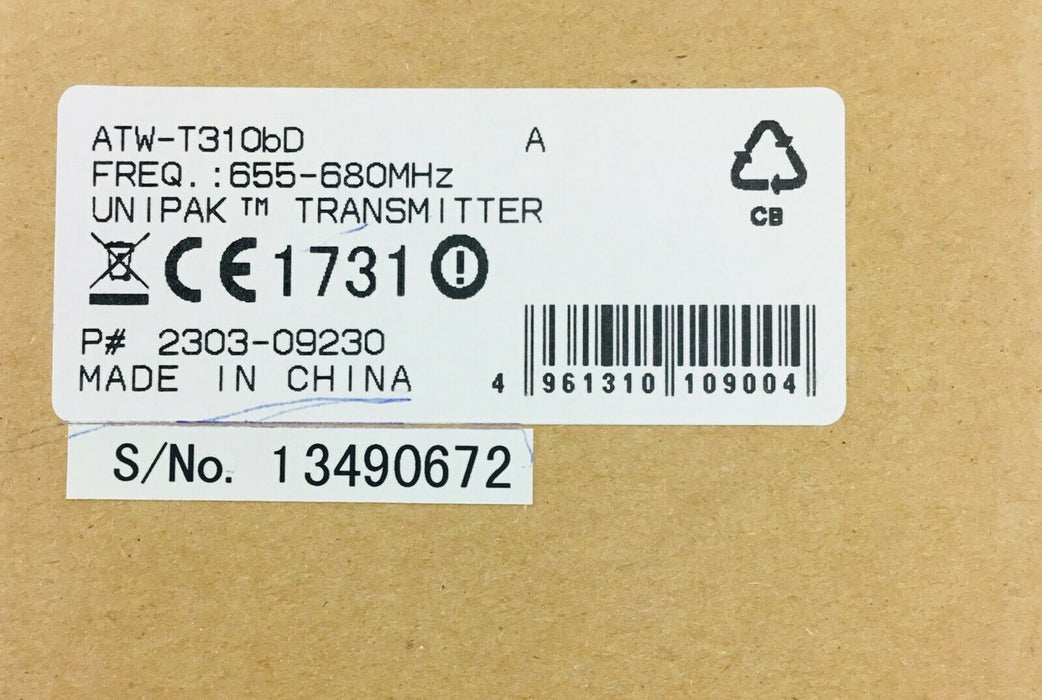 ATW-T310bD A
FREQ.:655-680MHz
UNIPAK™ TRANSMITTER
CE1731
P# 2303-09230
MADE IN CHINA
4 961310 109004
CB
S/No. 13490672